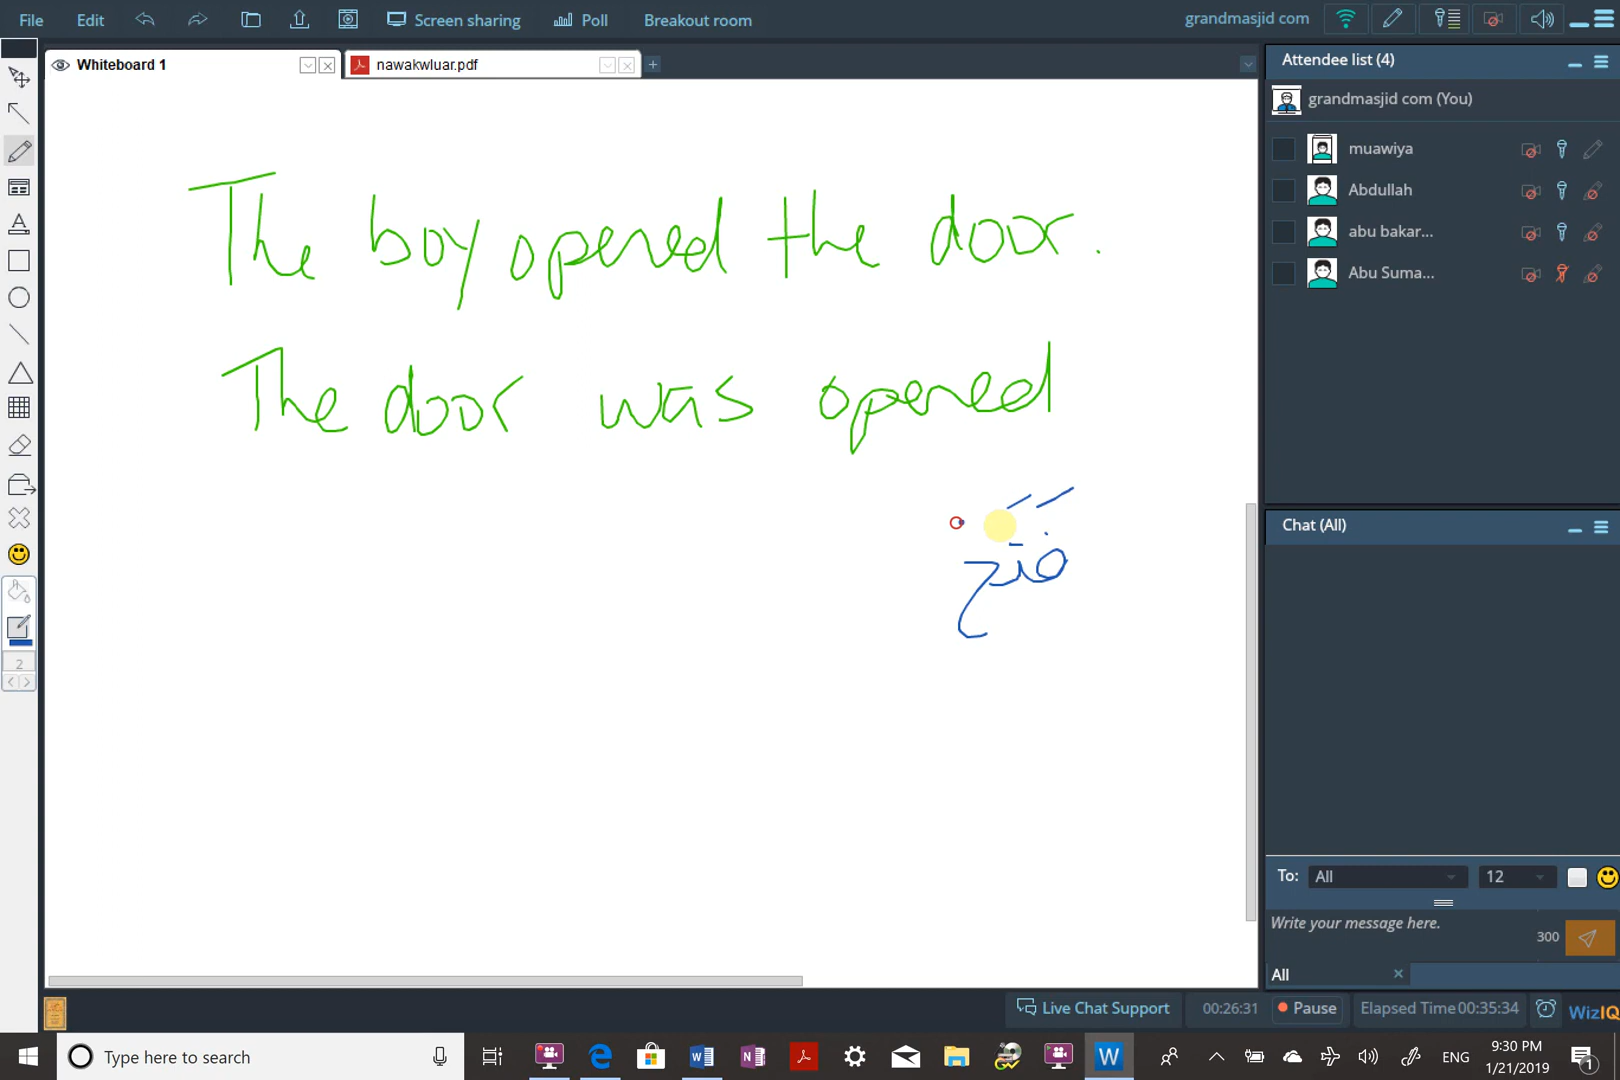 File Edit Screen sharing Poll Breakout room grandmasjid com
Whiteboard 1 nawakwluar.pdf
The boy opened the door.
The door was opened
2
Attendee list (4)
grandmasjid com (You)
muawiya
Abdullah
abu bakar...
Abu Suma...
Chat (All)
To: All 12
Write your message here.
300
All
Live Chat Support 00:26:31 Pause Elapsed Time 00:35:34 WizIQ
Type here to search
ENG
9:30 PM
1/21/2019
1